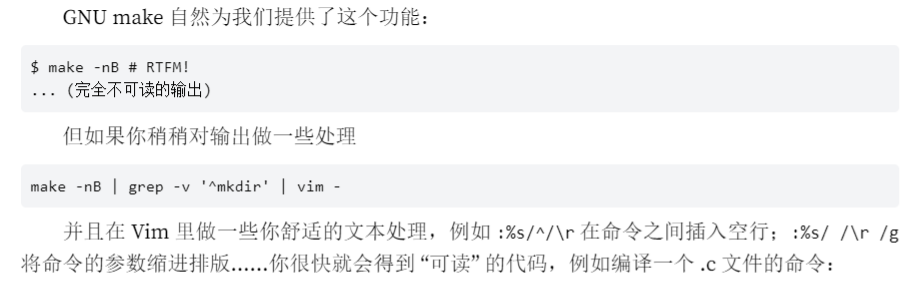 GNU make 自然为我们提供了这个功能：
$ make -nB # RTFM!
... (完全不可读的输出)
但如果你稍稍对输出做一些处理
make -nB | grep -v '^mkdir' | vim -
并且在 Vim 里做一些你舒适的文本处理，例如 :%s/^/\r 在命令之间插入空行；:%s/ /\r /g
将命令的参数缩进排版……你很快就会得到“可读”的代码，例如编译一个 .c 文件的命令：